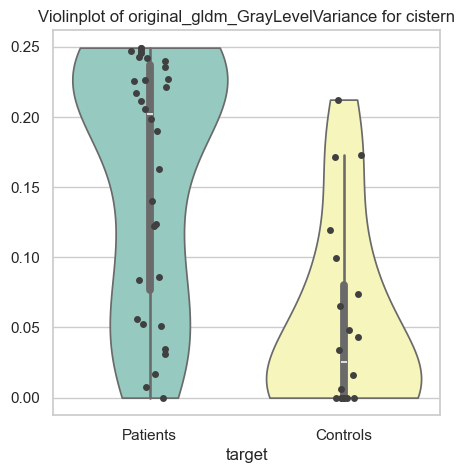 Violinplot of original_gldm_GrayLevelVariance for cistern
0.25
0.20
0.15
0.10
0.05
0.00
Patients
Controls
target